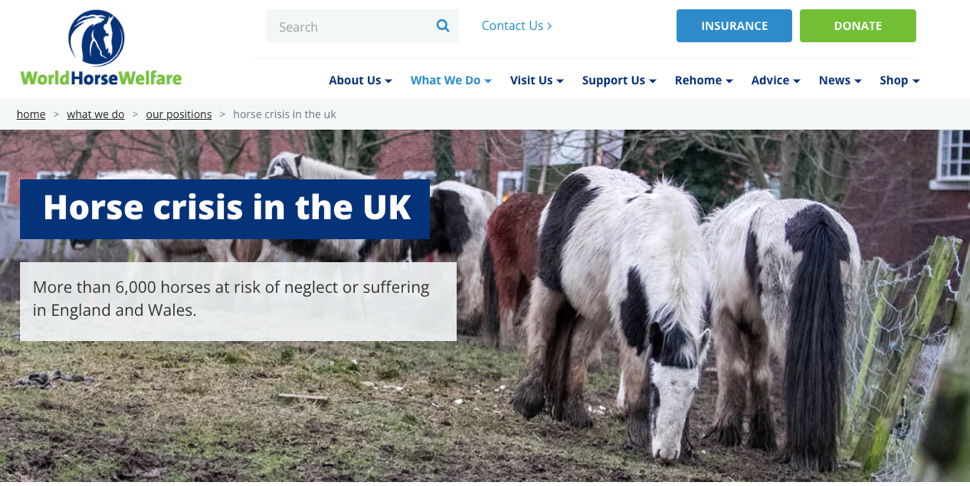 WorldHorseWelfare
Search
Contact Us
INSURANCE
DONATE
About Us
What We Do
Visit Us
Support Us
Rehome
Advice
News
Shop
home > what we do > our positions > horse crisis in the uk
Horse crisis in the UK
More than 6,000 horses at risk of neglect or suffering
in England and Wales.